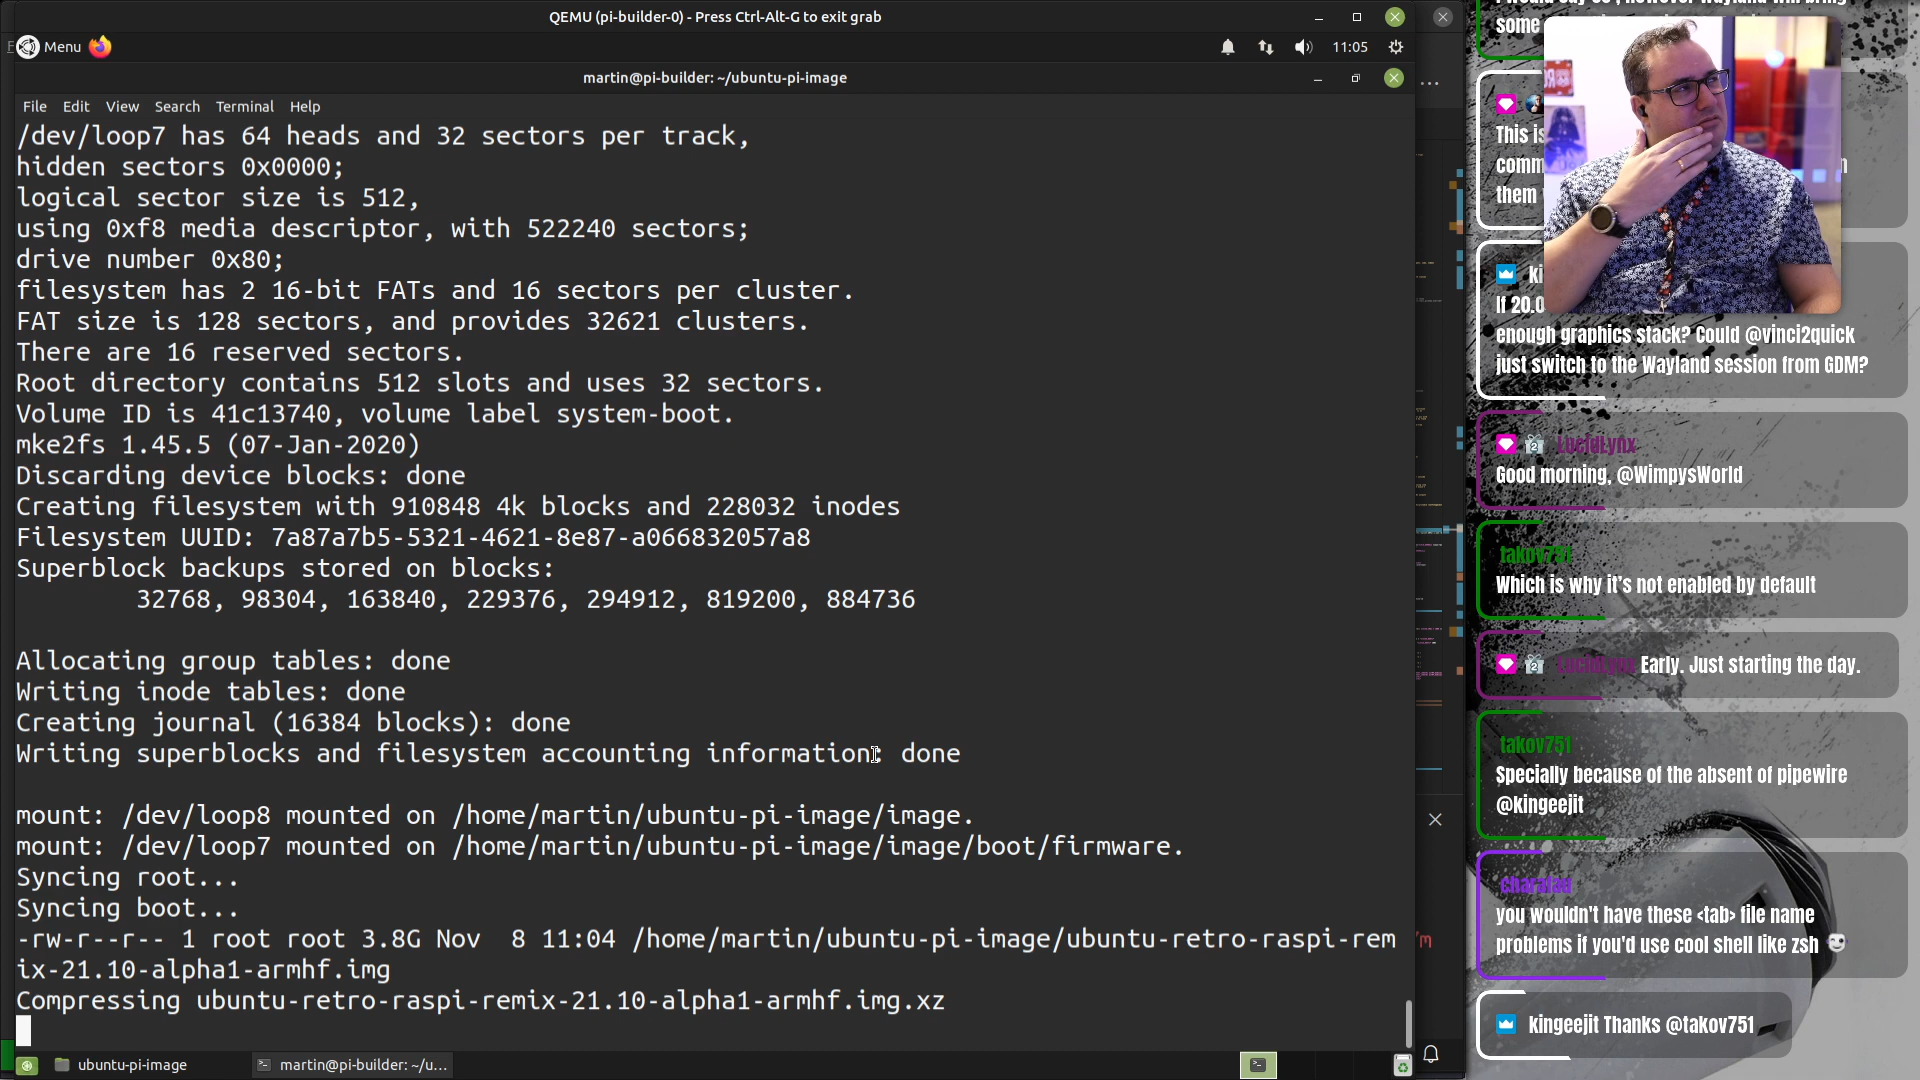 QEMU (pi-builder-0) - Press Ctrl-Alt-G to exit grab
Menu
11:05
martin@pi-builder: ~/ubuntu-pi-image
File Edit View Search Terminal Help
/dev/loop7 has 64 heads and 32 sectors per track,
hidden sectors 0x0000;
logical sector size is 512,
using 0xf8 media descriptor, with 522240 sectors;
drive number 0x80;
filesystem has 2 16-bit FATs and 16 sectors per cluster.
FAT size is 128 sectors, and provides 32621 clusters.
There are 16 reserved sectors.
Root directory contains 512 slots and uses 32 sectors.
Volume ID is 41c13740, volume label system-boot.
mke2fs 1.45.5 (07-Jan-2020)
Discarding device blocks: done
Creating filesystem with 910848 4k blocks and 228032 inodes
Filesystem UUID: 7a87a7b5-5321-4621-8e87-a066832057a8
Superblock backups stored on blocks:
32768, 98304, 163840, 229376, 294912, 819200, 884736
Allocating group tables: done
Writing inode tables: done
Creating journal (16384 blocks): done
Writing superblocks and filesystem accounting information: done
mount: /dev/loop8 mounted on /home/martin/ubuntu-pi-image/image.
mount: /dev/loop7 mounted on /home/martin/ubuntu-pi-image/image/boot/firmware.
Syncing root...
Syncing boot...
-rw-r--r-- 1 root root 3.8G Nov  8 11:04 /home/martin/ubuntu-pi-image/ubuntu-retro-raspi-rem
ix-21.10-alpha1-armhf.img
Compressing ubuntu-retro-raspi-remix-21.10-alpha1-armhf.img.xz
ubuntu-pi-image
martin@pi-builder: ~/u...
some
This is
comm
them
ki
If 20.0
enough graphics stack? Could @vinci2quick
just switch to the Wayland session from GDM?
LucidLynx
Good morning, @WimpysWorld
takov751
Which is why it's not enabled by default
LucidLynx Early. Just starting the day.
takov751
Specially because of the absent of pipewire
@kingeejit
charafau
you wouldn't have these <tab> file name
problems if you'd use cool shell like zsh
kingeejit Thanks @takov751